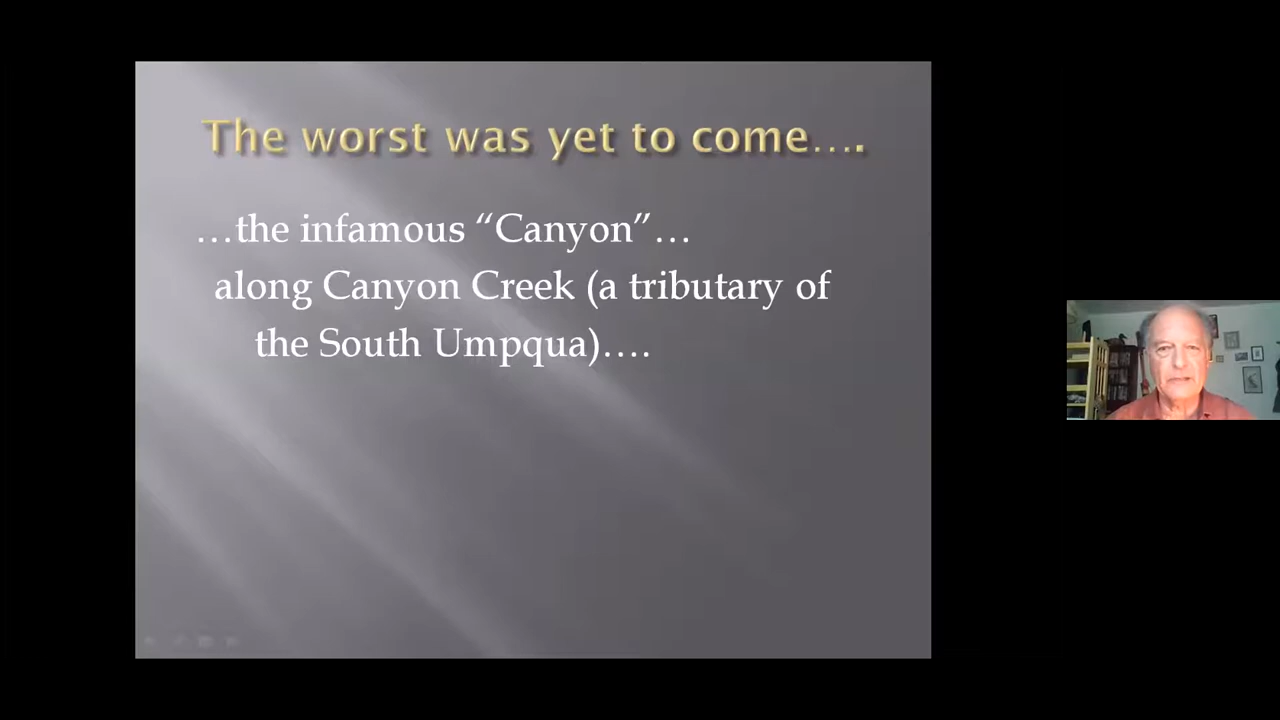 The worst was yet to come….
…the infamous “Canyon”…
along Canyon Creek (a tributary of
the South Umpqua)….